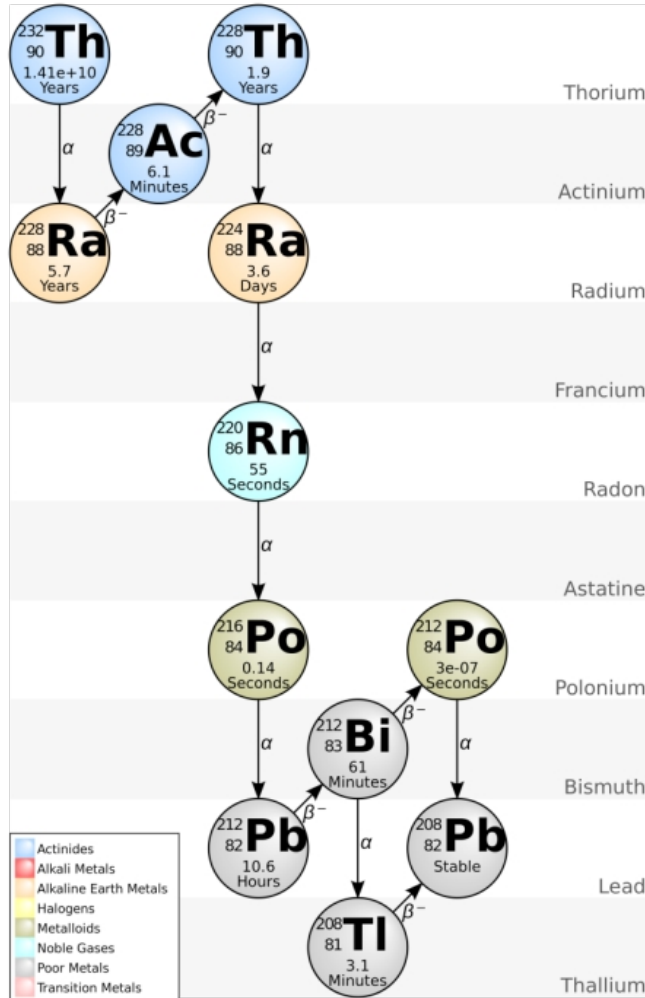 232
90
Th
1.41e+10
Years
228
90
Th
1.9
Years
Thorium
α
228
89
Ac
6.1
Minutes
β⁻
α
Actinium
228
88
Ra
5.7
Years
β⁻
224
88
Ra
3.6
Days
Radium
α
Francium
220
86
Rn
55
Seconds
Radon
α
Astatine
216
84
Po
0.14
Seconds
212
84
Po
3e-07
Seconds
Polonium
α
212
83
Bi
61
Minutes
β⁻
α
Bismuth
212
82
Pb
10.6
Hours
β⁻
α
208
82
Pb
Stable
Lead
208
81
Tl
3.1
Minutes
β⁻
Thallium
Actinides
Alkali Metals
Alkaline Earth Metals
Halogens
Metalloids
Noble Gases
Poor Metals
Transition Metals